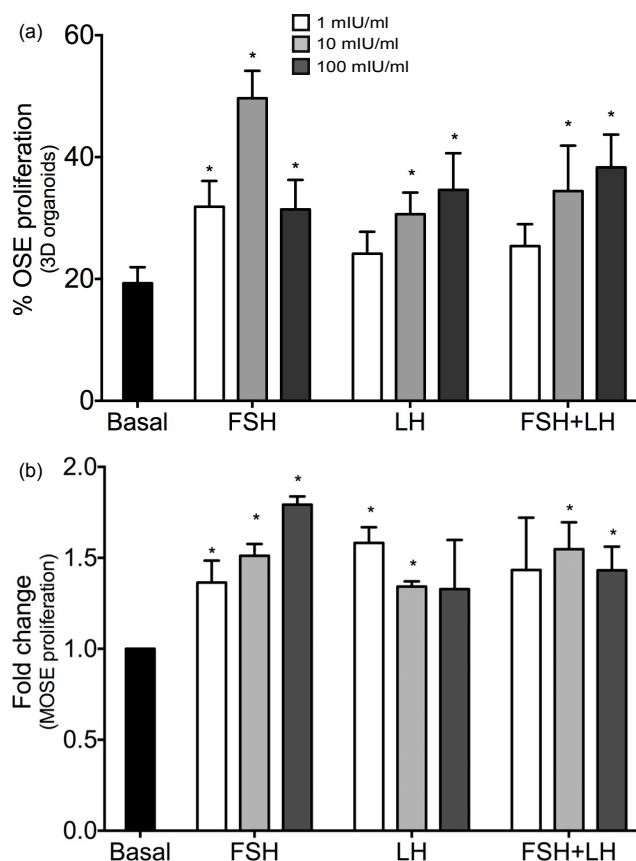 (a)
1 mIU/ml
10 mIU/ml
100 mIU/ml
% OSE proliferation
(3D organoids)
60
40
20
0
* * * * * * *
Basal FSH LH FSH+LH
(b)
Fold change
(MOSE proliferation)
2.0
1.5
1.0
0.5
0.0
* * * * * * *
Basal FSH LH FSH+LH